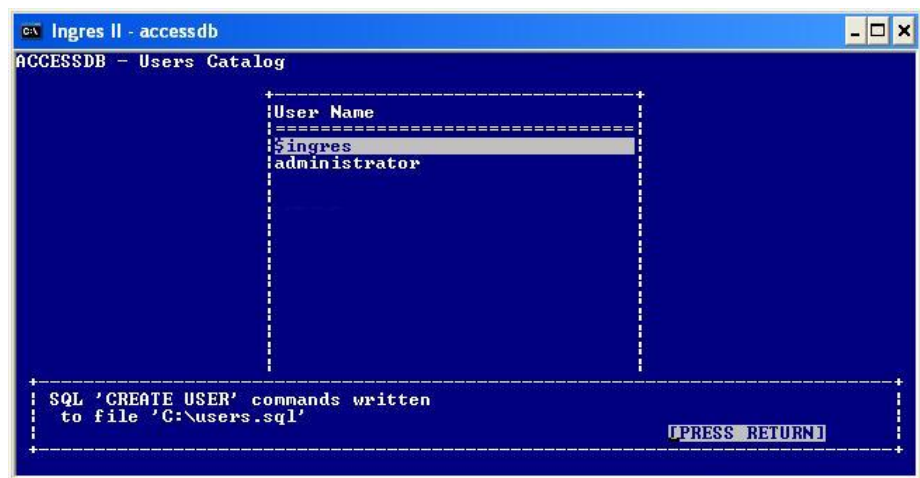 Ingres II - accessdb
ACCESSDB - Users Catalog
User Name
$ingres
administrator
SQL 'CREATE USER' commands written
to file 'C:\users.sql'
[PRESS RETURN]